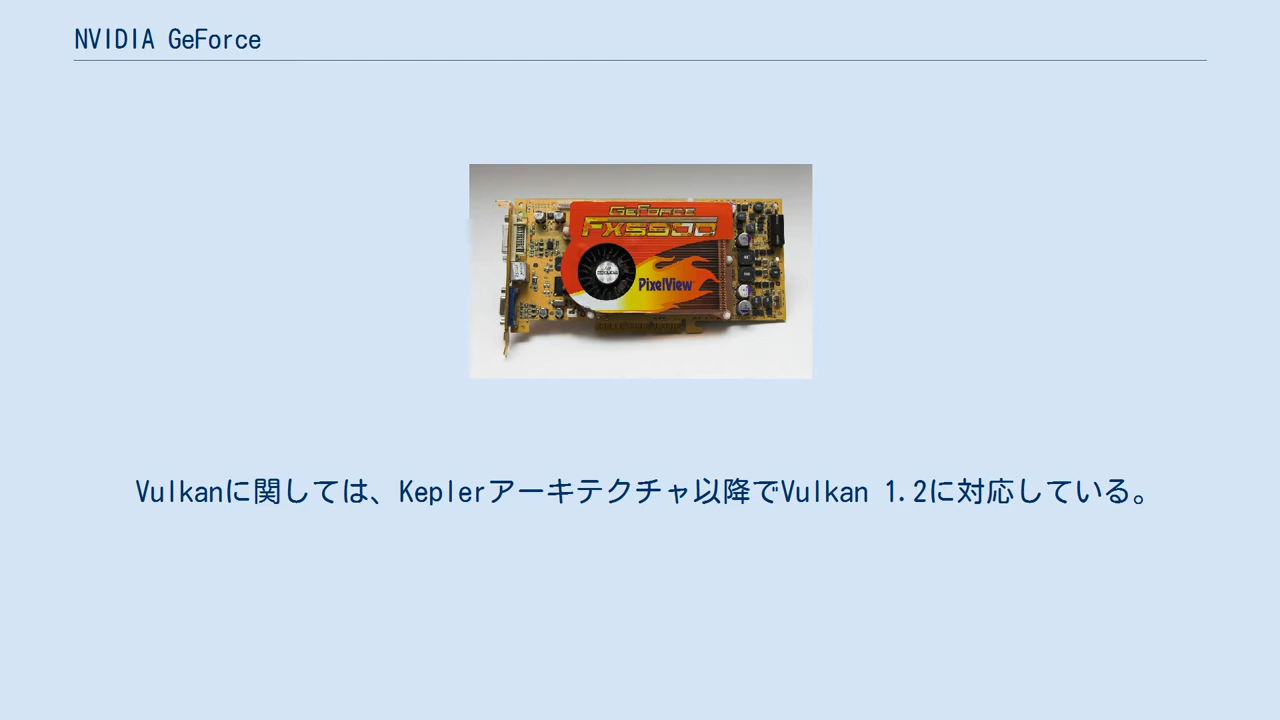 NVIDIA GeForce
GeForce
FX5900
PixelView
Vulkanに関しては、Keplerアーキテクチャ以降でVulkan 1.2に対応している。